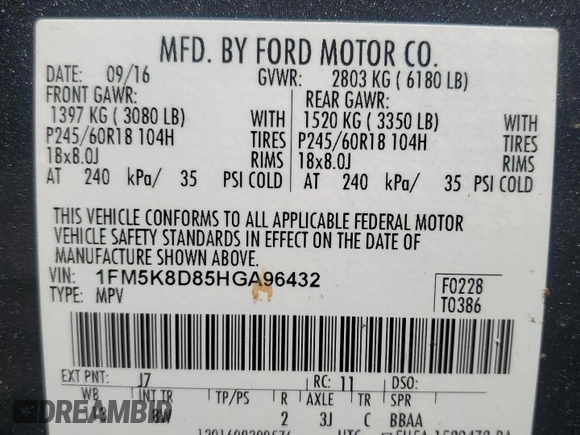 MFD. BY FORD MOTOR CO.
DATE: 09/16 GVWR: 2803 KG ( 6180 LB)
FRONT GAWR: REAR GAWR:
1397 KG ( 3080 LB) WITH 1520 KG ( 3350 LB) WITH
P245/60R18 104H TIRES P245/60R18 104H TIRES
18x8.0J RIMS 18x8.0J RIMS
AT 240 kPa/ 35 PSI COLD AT 240 kPa/ 35 PSI COLD
THIS VEHICLE CONFORMS TO ALL APPLICABLE FEDERAL MOTOR
VEHICLE SAFETY STANDARDS IN EFFECT ON THE DATE OF
MANUFACTURE SHOWN ABOVE.
VIN: 1FM5K8D85HGA96432 F0228
TYPE: MPV T0386
EXT PNT: J7 RC: 11 DSO:
WB INT TR TP/PS R AXLE TR SPR
2 3J C BBAA
DREAMBID